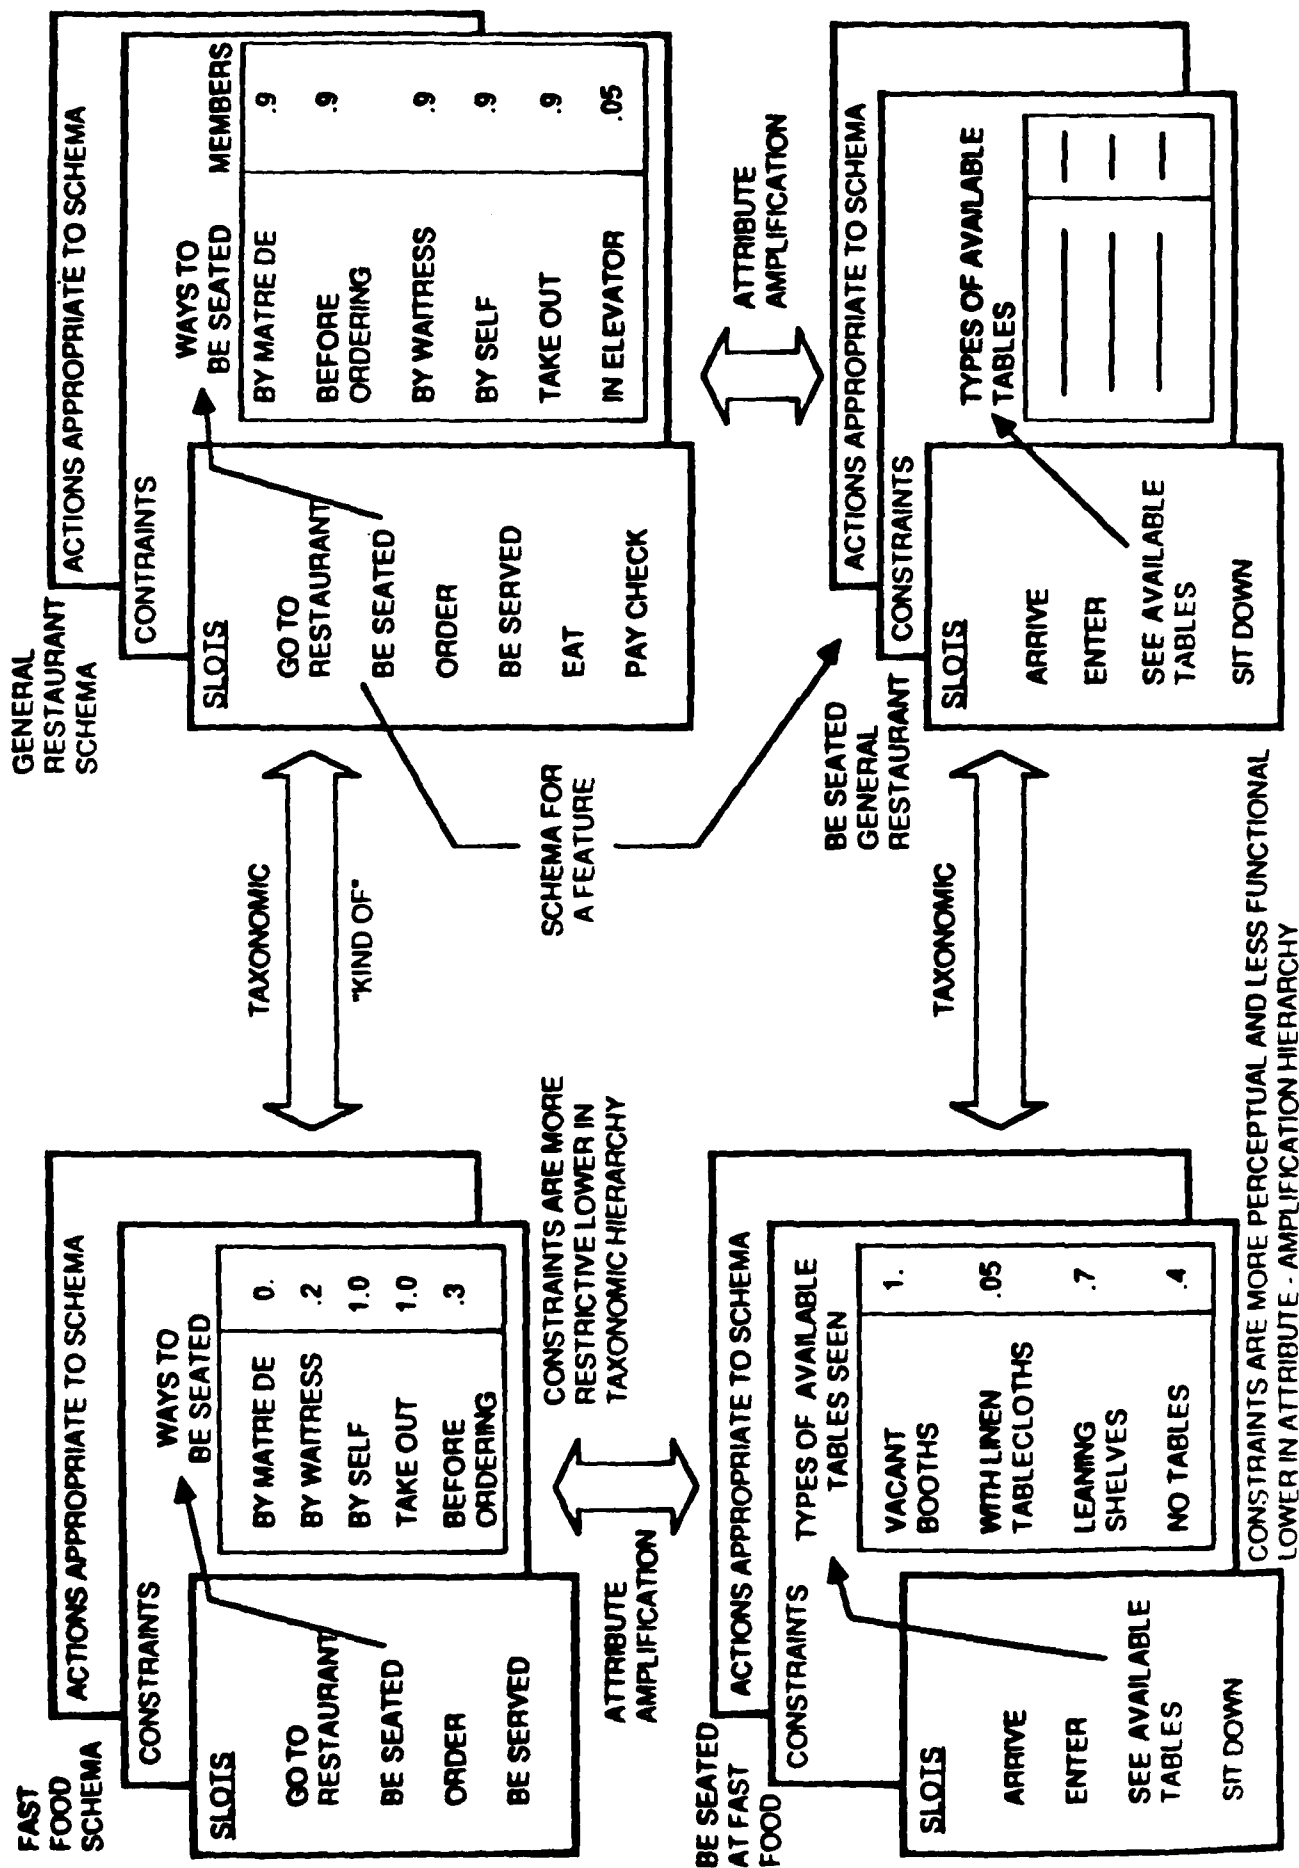 FAST
FOOD
SCHEMA
ACTIONS APPROPRIATE TO SCHEMA
CONSTRAINTS
WAYS TO
BE SEATED
BY MATRE DE 0.
BY WAITRESS .2
BY SELF 1.0
TAKE OUT 1.0
BEFORE .3
ORDERING
SLOTS
GO TO
RESTAURANT
BE SEATED
ORDER
BE SERVED
TAXONOMIC
"KIND OF"
GENERAL
RESTAURANT
SCHEMA
ACTIONS APPROPRIATE TO SCHEMA
CONTRAINTS
WAYS TO
BE SEATED MEMBERS
BY MATRE DE .9
BEFORE .9
ORDERING
BY WAITRESS .9
BY SELF .9
TAKE OUT .9
IN ELEVATOR .05
SLOTS
GO TO
RESTAURANT
BE SEATED
ORDER
BE SERVED
EAT
PAY CHECK
CONSTRAINTS ARE MORE
RESTRICTIVE LOWER IN
TAXONOMIC HIERARCHY
ATTRIBUTE
AMPLIFICATION
SCHEMA FOR
A FEATURE
ATTRIBUTE
AMPLIFICATION
BE SEATED
AT FAST
FOOD
ACTIONS APPROPRIATE TO SCHEMA
CONSTRAINTS
TYPES OF AVAILABLE
TABLES SEEN
VACANT 1.
BOOTHS
WITH LINEN .05
TABLECLOTHS
LEANING .7
SHELVES
NO TABLES .4
SLOTS
ARRIVE
ENTER
SEE AVAILABLE
TABLES
SIT DOWN
TAXONOMIC
BE SEATED
GENERAL
RESTAURANT
ACTIONS APPROPRIATE TO SCHEMA
CONSTRAINTS
TYPES OF AVAILABLE
TABLES
SLOTS
ARRIVE
ENTER
SEE AVAILABLE
TABLES
SIT DOWN
CONSTRAINTS ARE MORE PERCEPTUAL AND LESS FUNCTIONAL
LOWER IN ATTRIBUTE - AMPLIFICATION HIERARCHY